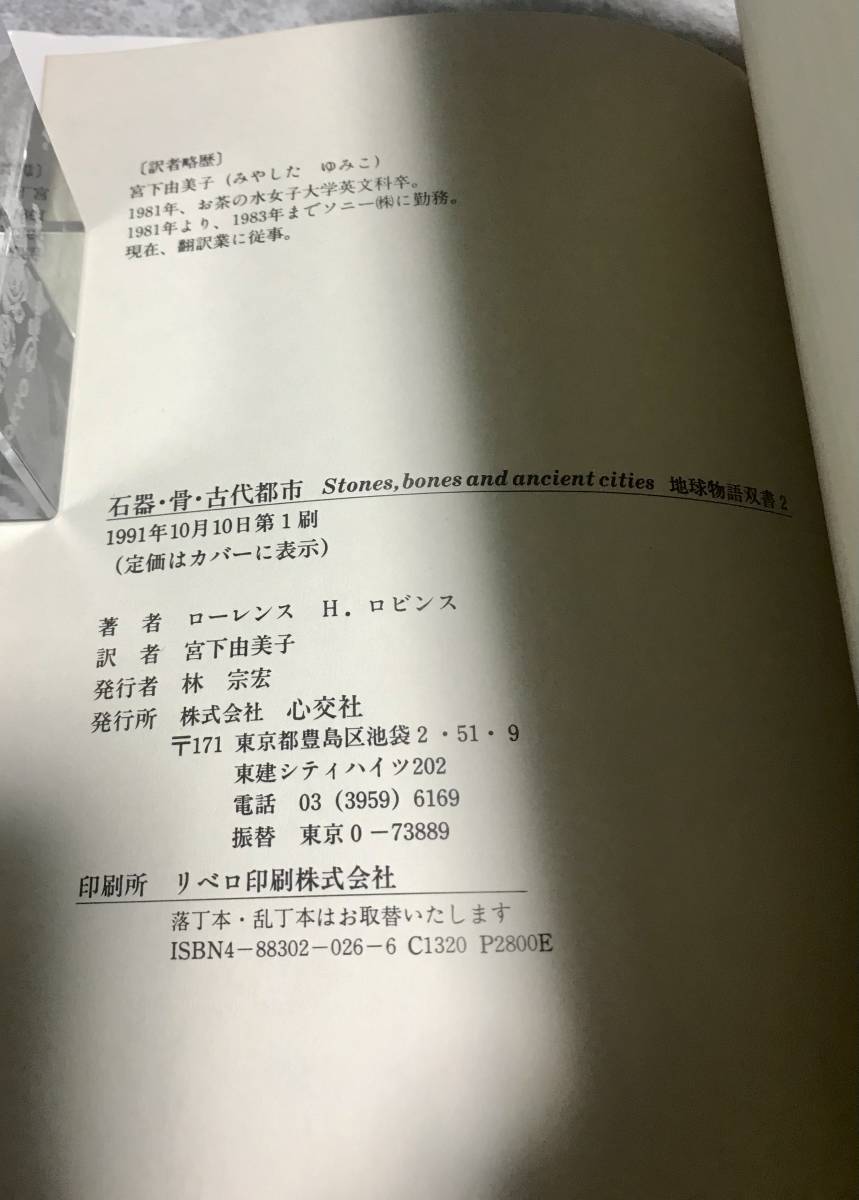 〔訳者略歴〕
宮下由美子(みやした ゆみこ)
1981年、お茶の水女子大学英文科卒。
1981年より、1983年までソニー㈱に勤務。
現在、翻訳業に従事。
石器・骨・古代都市 Stones, bones and ancient cities 地球物語双書2
1991年10月10日第1刷
(定価はカバーに表示)
著 者 ローレンス H.ロビンス
訳 者 宮下由美子
発行者 林 宗宏
発行所 株式会社 心交社
〒171 東京都豊島区池袋2・51・9
東建シティハイツ202
電話 03(3959)6169
振替 東京0-73889
印刷所 リベロ印刷株式会社
落丁本・乱丁本はお取替いたします
ISBN4-88302-026-6 C1320 P2800E